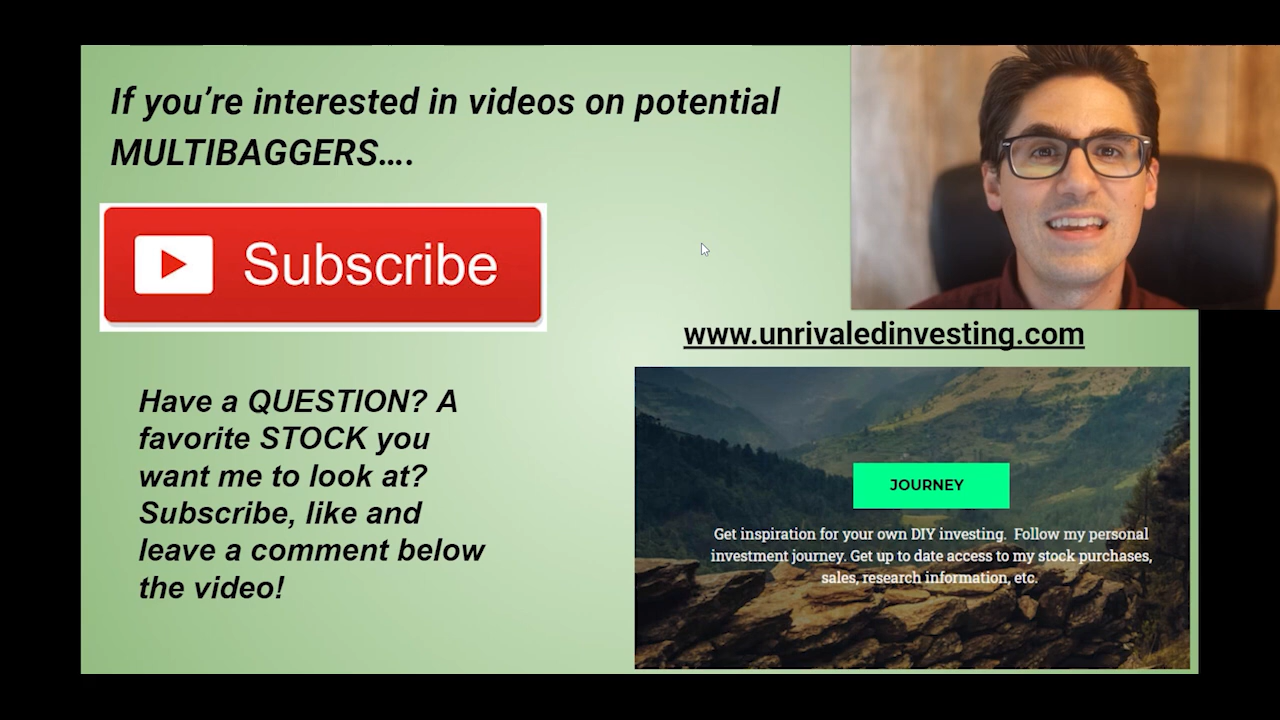 If you’re interested in videos on potential
MULTIBAGGERS....
Subscribe
www.unrivaledinvesting.com
Have a QUESTION? A
favorite STOCK you
want me to look at?
Subscribe, like and
leave a comment below
the video!
JOURNEY
Get inspiration for your own DIY investing. Follow my personal
investment journey. Get up to date access to my stock purchases,
sales, research information, etc.